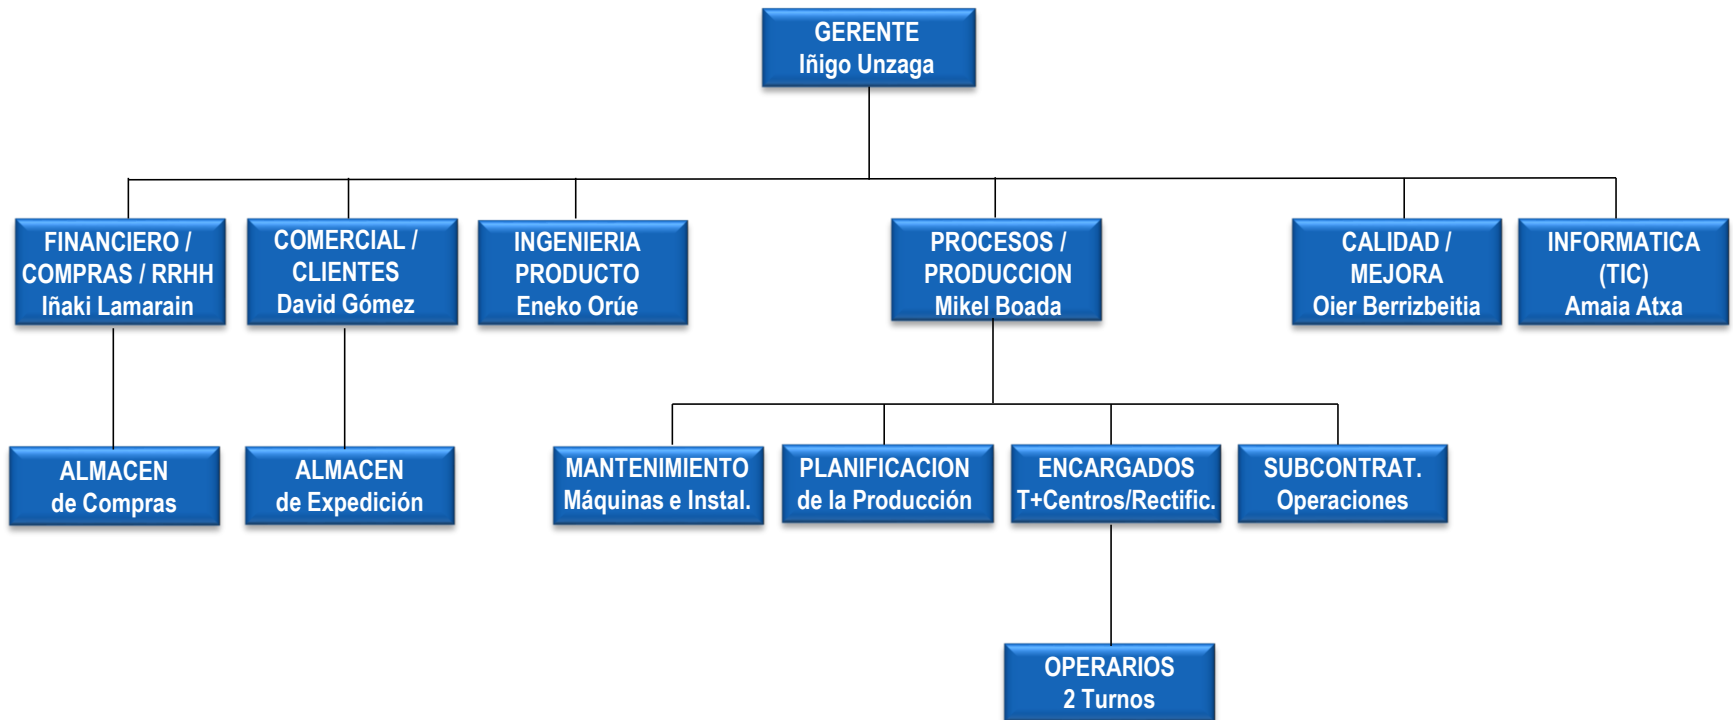 GERENTE
Iñigo Unzaga
FINANCIERO /
COMPRAS / RRHH
Iñaki Lamarain
COMERCIAL /
CLIENTES
David Gómez
INGENIERIA
PRODUCTO
Eneko Orúe
PROCESOS /
PRODUCCION
Mikel Boada
CALIDAD /
MEJORA
Oier Berrizbeitia
INFORMATICA
(TIC)
Amaia Atxa
ALMACEN
de Compras
ALMACEN
de Expedición
MANTENIMIENTO
Máquinas e Instal.
PLANIFICACION
de la Producción
ENCARGADOS
T+Centros/Rectific.
SUBCONTRAT.
Operaciones
OPERARIOS
2 Turnos